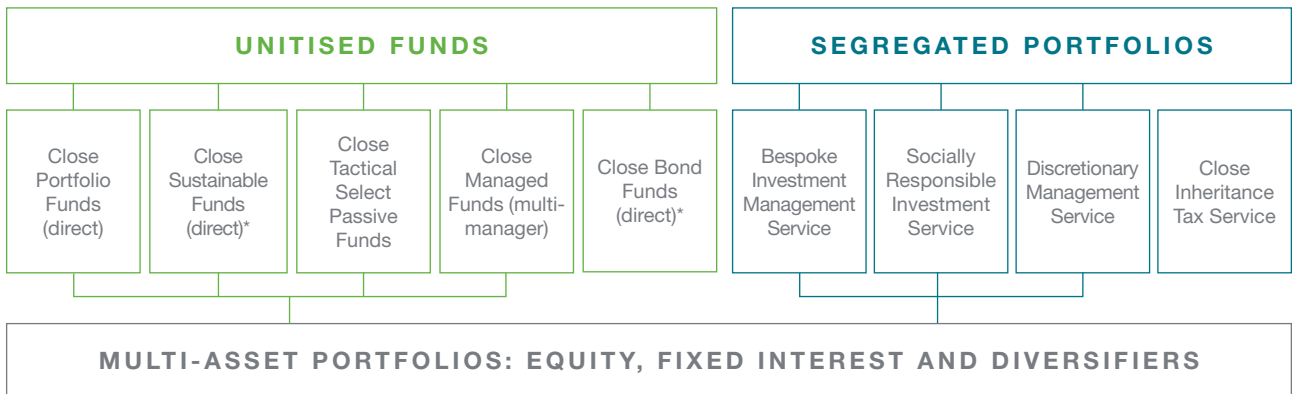 UNITISED FUNDS
SEGREGATED PORTFOLIOS
Close
Portfolio
Funds
(direct)
Close
Sustainable
Funds
(direct)*
Close
Tactical
Select
Passive
Funds
Close
Managed
Funds (multi-
manager)
Close Bond
Funds
(direct)*
Bespoke
Investment
Management
Service
Socially
Responsible
Investment
Service
Discretionary
Management
Service
Close
Inheritance
Tax Service
MULTI-ASSET PORTFOLIOS: EQUITY, FIXED INTEREST AND DIVERSIFIERS